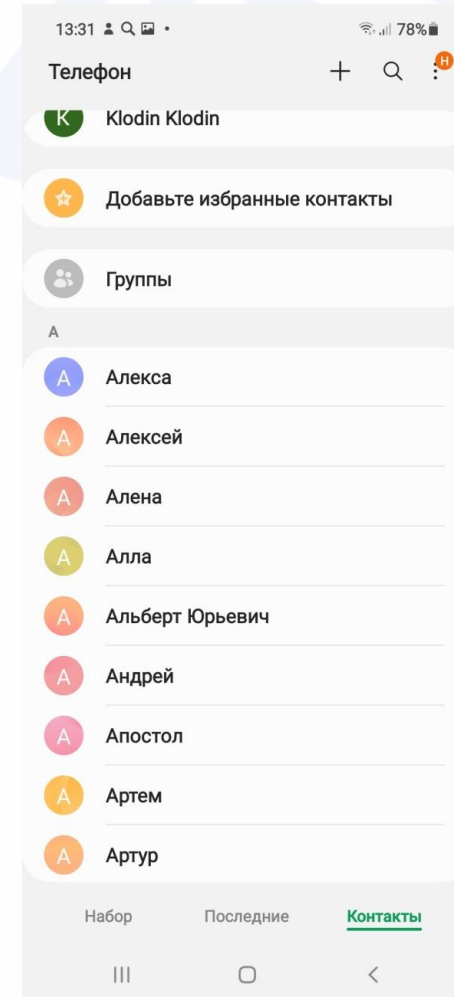 13:31 78%
Телефон
Н
K Klodin Klodin
Добавьте избранные контакты
Группы
А
А Алекса
А Алексей
А Алена
А Алла
А Альберт Юрьевич
А Андрей
А Апостол
А Артем
А Артур
Набор Последние Контакты